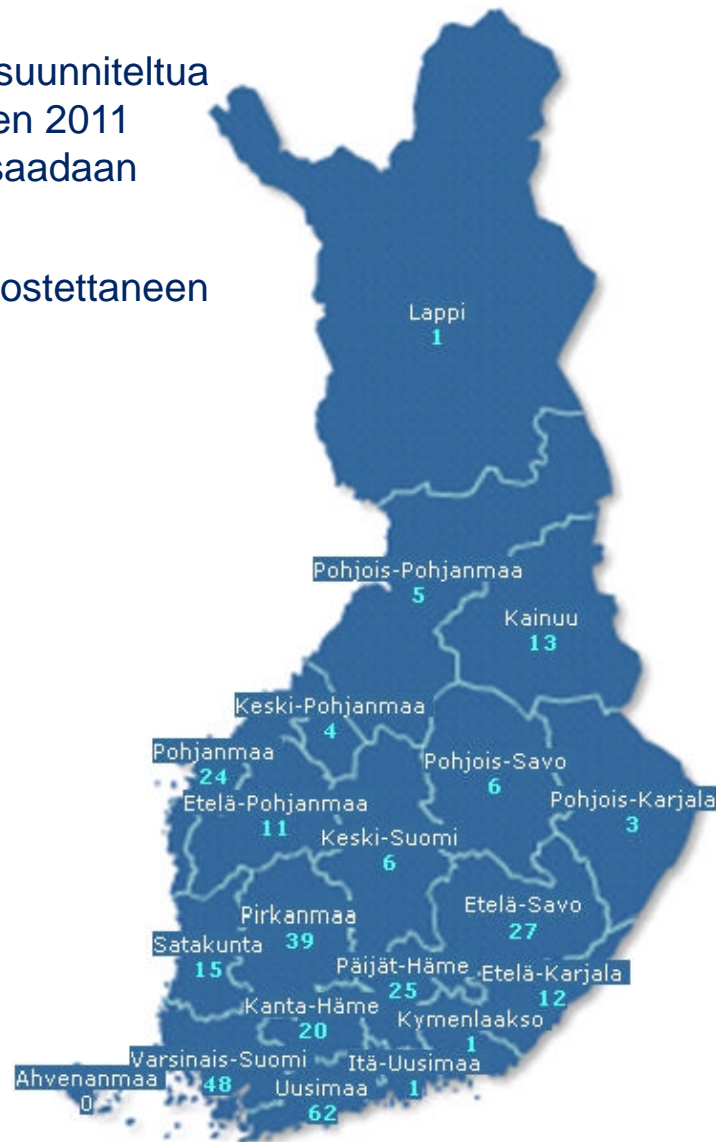 suunniteltua
en 2011
saadaan
ostettaneen
Lappi
1
Pohjois-Pohjanmaa
5
Kainuu
13
Keski-Pohjanmaa
4
Pohjanmaa
24
Pohjois-Savo
6
Etelä-Pohjanmaa
11
Pohjois-Karjala
3
Keski-Suomi
6
Pirkanmaa
39
Etelä-Savo
27
Satakunta
15
Päijät-Häme
25
Etelä-Karjala
12
Kanta-Häme
20
Kymenlaakso
1
Varsinais-Suomi
48
Itä-Uusimaa
1
Ahvenanmaa
0
Uusimaa
62